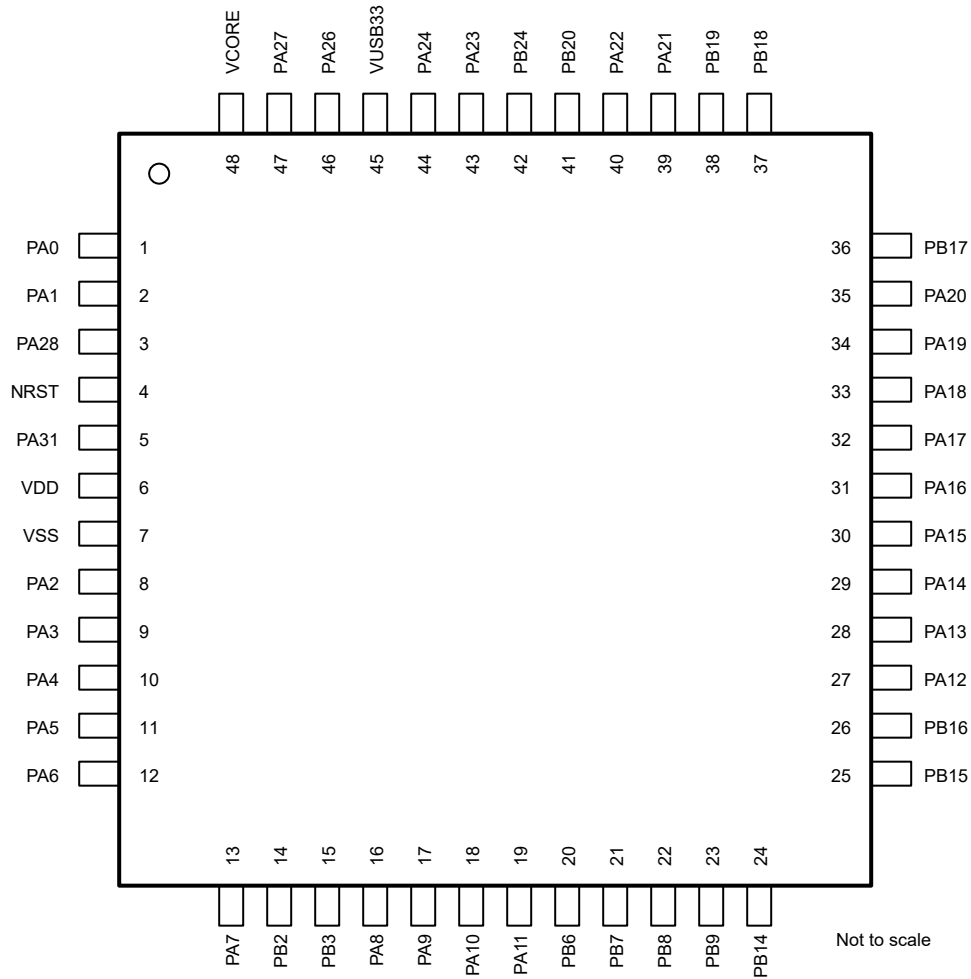 VCORE PA27 PA26 VUSB33 PA24 PA23 PB24 PB20 PA22 PA21 PB19 PB18
48 47 46 45 44 43 42 41 40 39 38 37
PA0 1 36 PB17
PA1 2 35 PA20
PA28 3 34 PA19
NRST 4 33 PA18
PA31 5 32 PA17
VDD 6 31 PA16
VSS 7 30 PA15
PA2 8 29 PA14
PA3 9 28 PA13
PA4 10 27 PA12
PA5 11 26 PB16
PA6 12 25 PB15
13 14 15 16 17 18 19 20 21 22 23 24
PA7 PB2 PB3 PA8 PA9 PA10 PA11 PB6 PB7 PB8 PB9 PB14
Not to scale